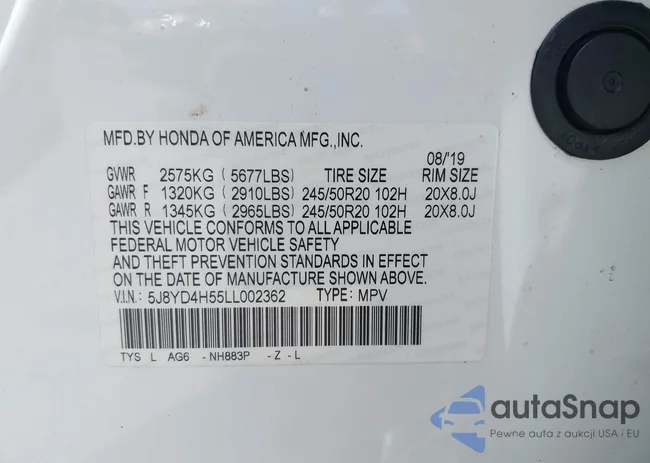 MFD.BY HONDA OF AMERICA MFG.,INC.
08/'19
GVWR 2575KG (5677LBS) TIRE SIZE RIM SIZE
GAWR F 1320KG (2910LBS) 245/50R20 102H 20X8.0J
GAWR R 1345KG (2965LBS) 245/50R20 102H 20X8.0J
THIS VEHICLE CONFORMS TO ALL APPLICABLE
FEDERAL MOTOR VEHICLE SAFETY
AND THEFT PREVENTION STANDARDS IN EFFECT
ON THE DATE OF MANUFACTURE SHOWN ABOVE.
V.I.N.: 5J8YD4H55LL002362 TYPE: MPV
TYS L AG6 -NH883P -Z -L
autaSnap
Pewne auta z aukcji USA i EU